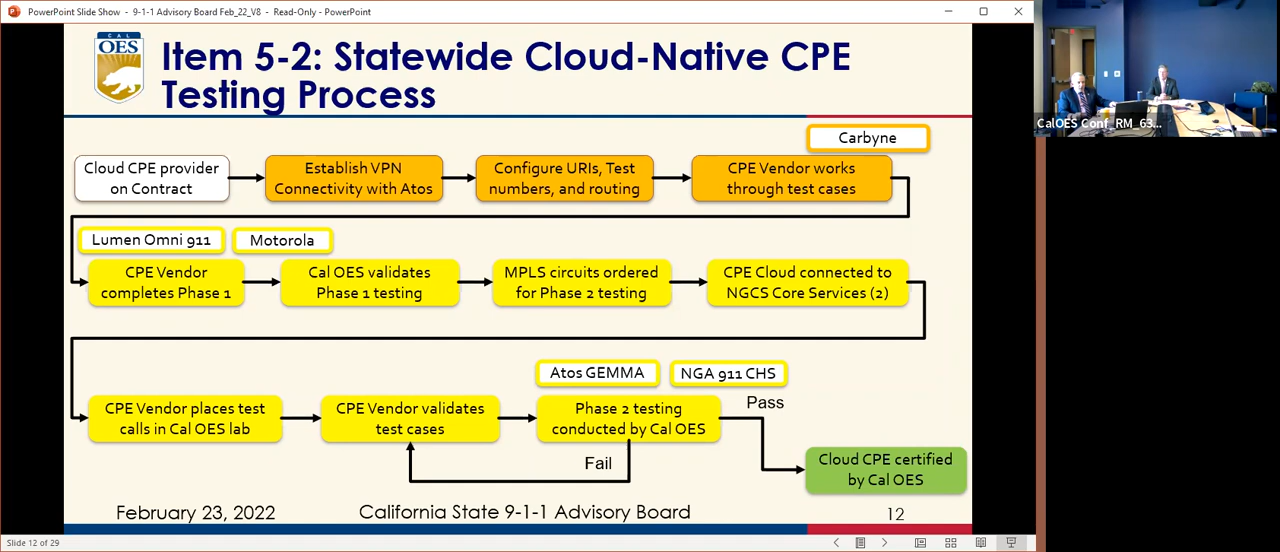 PowerPoint Slide Show - 9-1-1 Advisory Board Feb_22_V8 - Read-Only - PowerPoint
CAL
OES
Item 5-2: Statewide Cloud-Native CPE
Testing Process
CalOES Conf_RM_63...
Carbyne
Cloud CPE provider
on Contract
Establish VPN
Connectivity with Atos
Configure URIs, Test
numbers, and routing
CPE Vendor works
through test cases
Lumen Omni 911
Motorola
CPE Vendor
completes Phase 1
Cal OES validates
Phase 1 testing
MPLS circuits ordered
for Phase 2 testing
CPE Cloud connected to
NGCS Core Services (2)
Atos GEMMA
NGA 911 CHS
CPE Vendor places test
calls in Cal OES lab
CPE Vendor validates
test cases
Phase 2 testing
conducted by Cal OES
Pass
Fail
Cloud CPE certified
by Cal OES
February 23, 2022
California State 9-1-1 Advisory Board
12
Slide 12 of 29